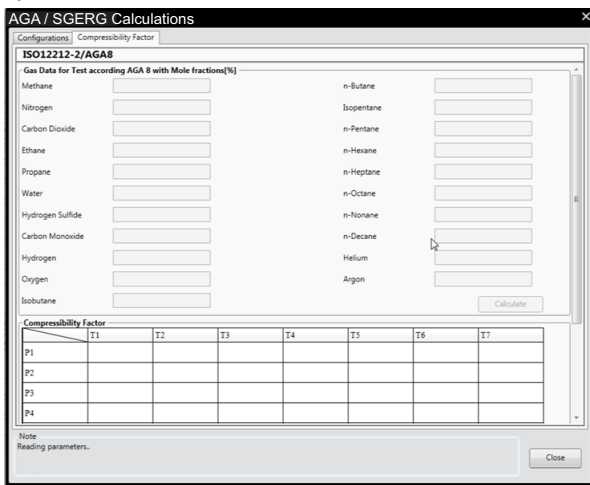 AGA / SGERG Calculations
Configurations Compressibility Factor
ISO12212-2/AGA8
Gas Data for Test according AGA 8 with Mole fractions[%]
Methane n-Butane
Nitrogen Isopentane
Carbon Dioxide n-Pentane
Ethane n-Hexane
Propane n-Heptane
Water n-Octane
Hydrogen Sulfide n-Nonane
Carbon Monoxide n-Decane
Hydrogen Helium
Oxygen Argon
Isobutane Calculate
Compressibility Factor
T1 T2 T3 T4 T5 T6 T7
P1
P2
P3
P4
Note
Reading parameters..
Close